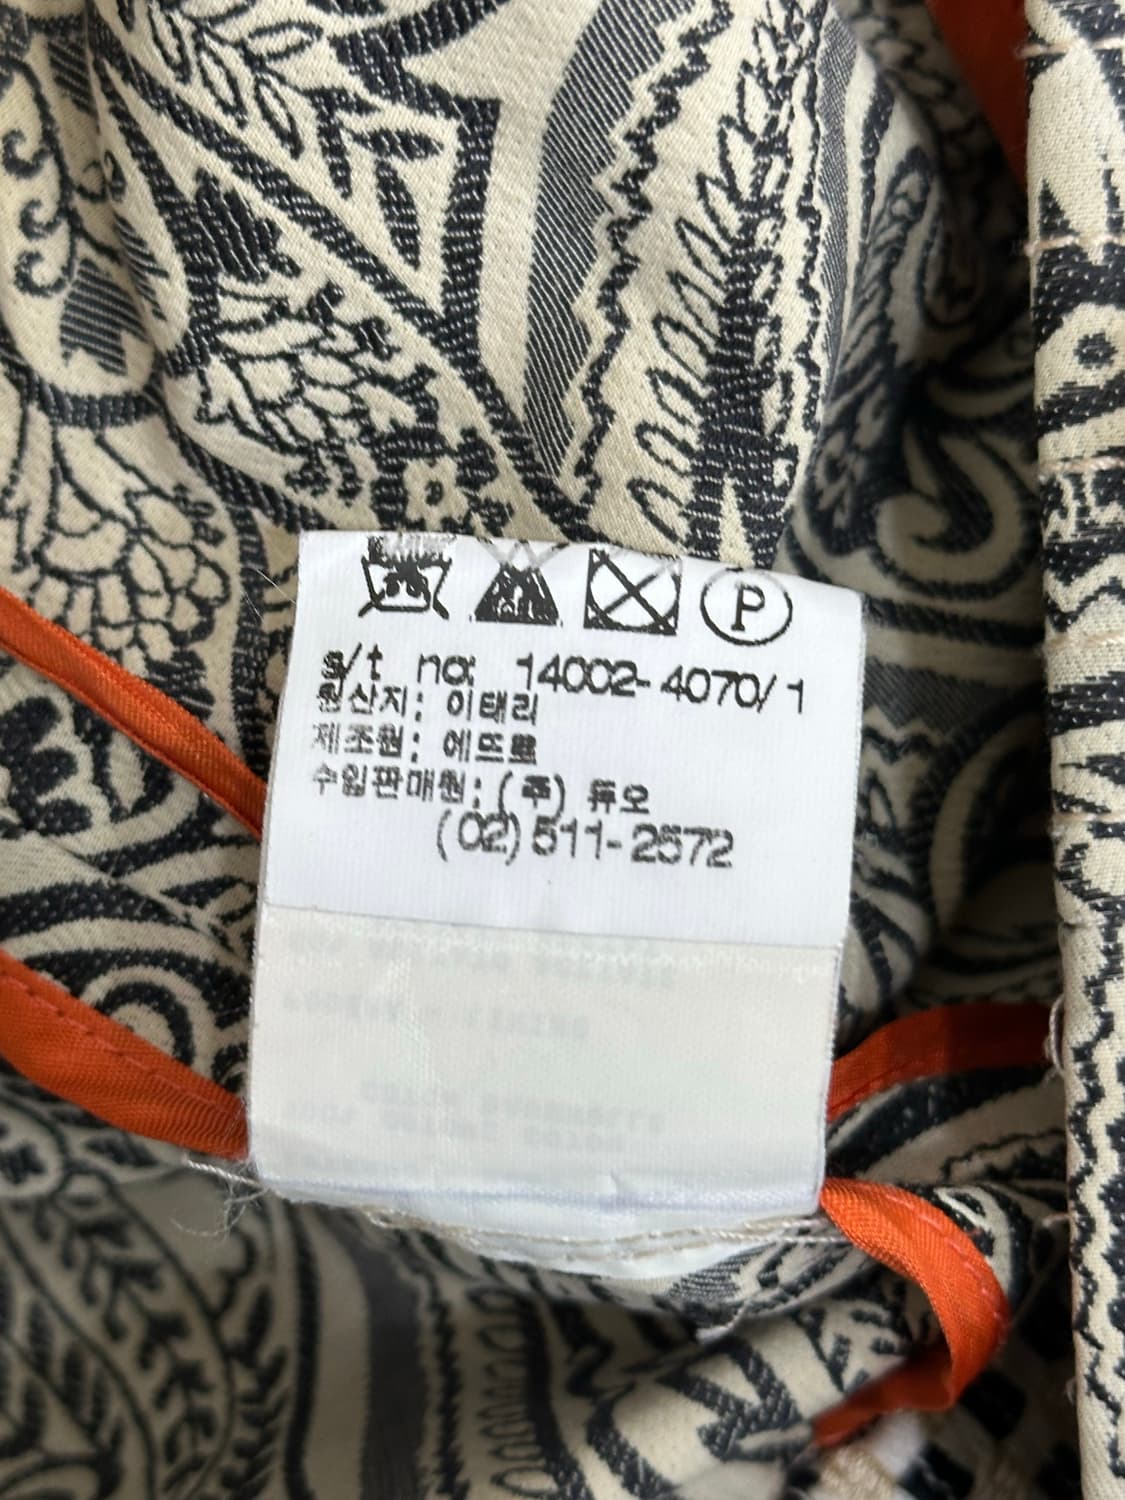 P
s/t no: 14002-4070/1
원산지: 이태리
제조원: 에뜨로
수입판매원: (주) 듀오
(02)511-2572